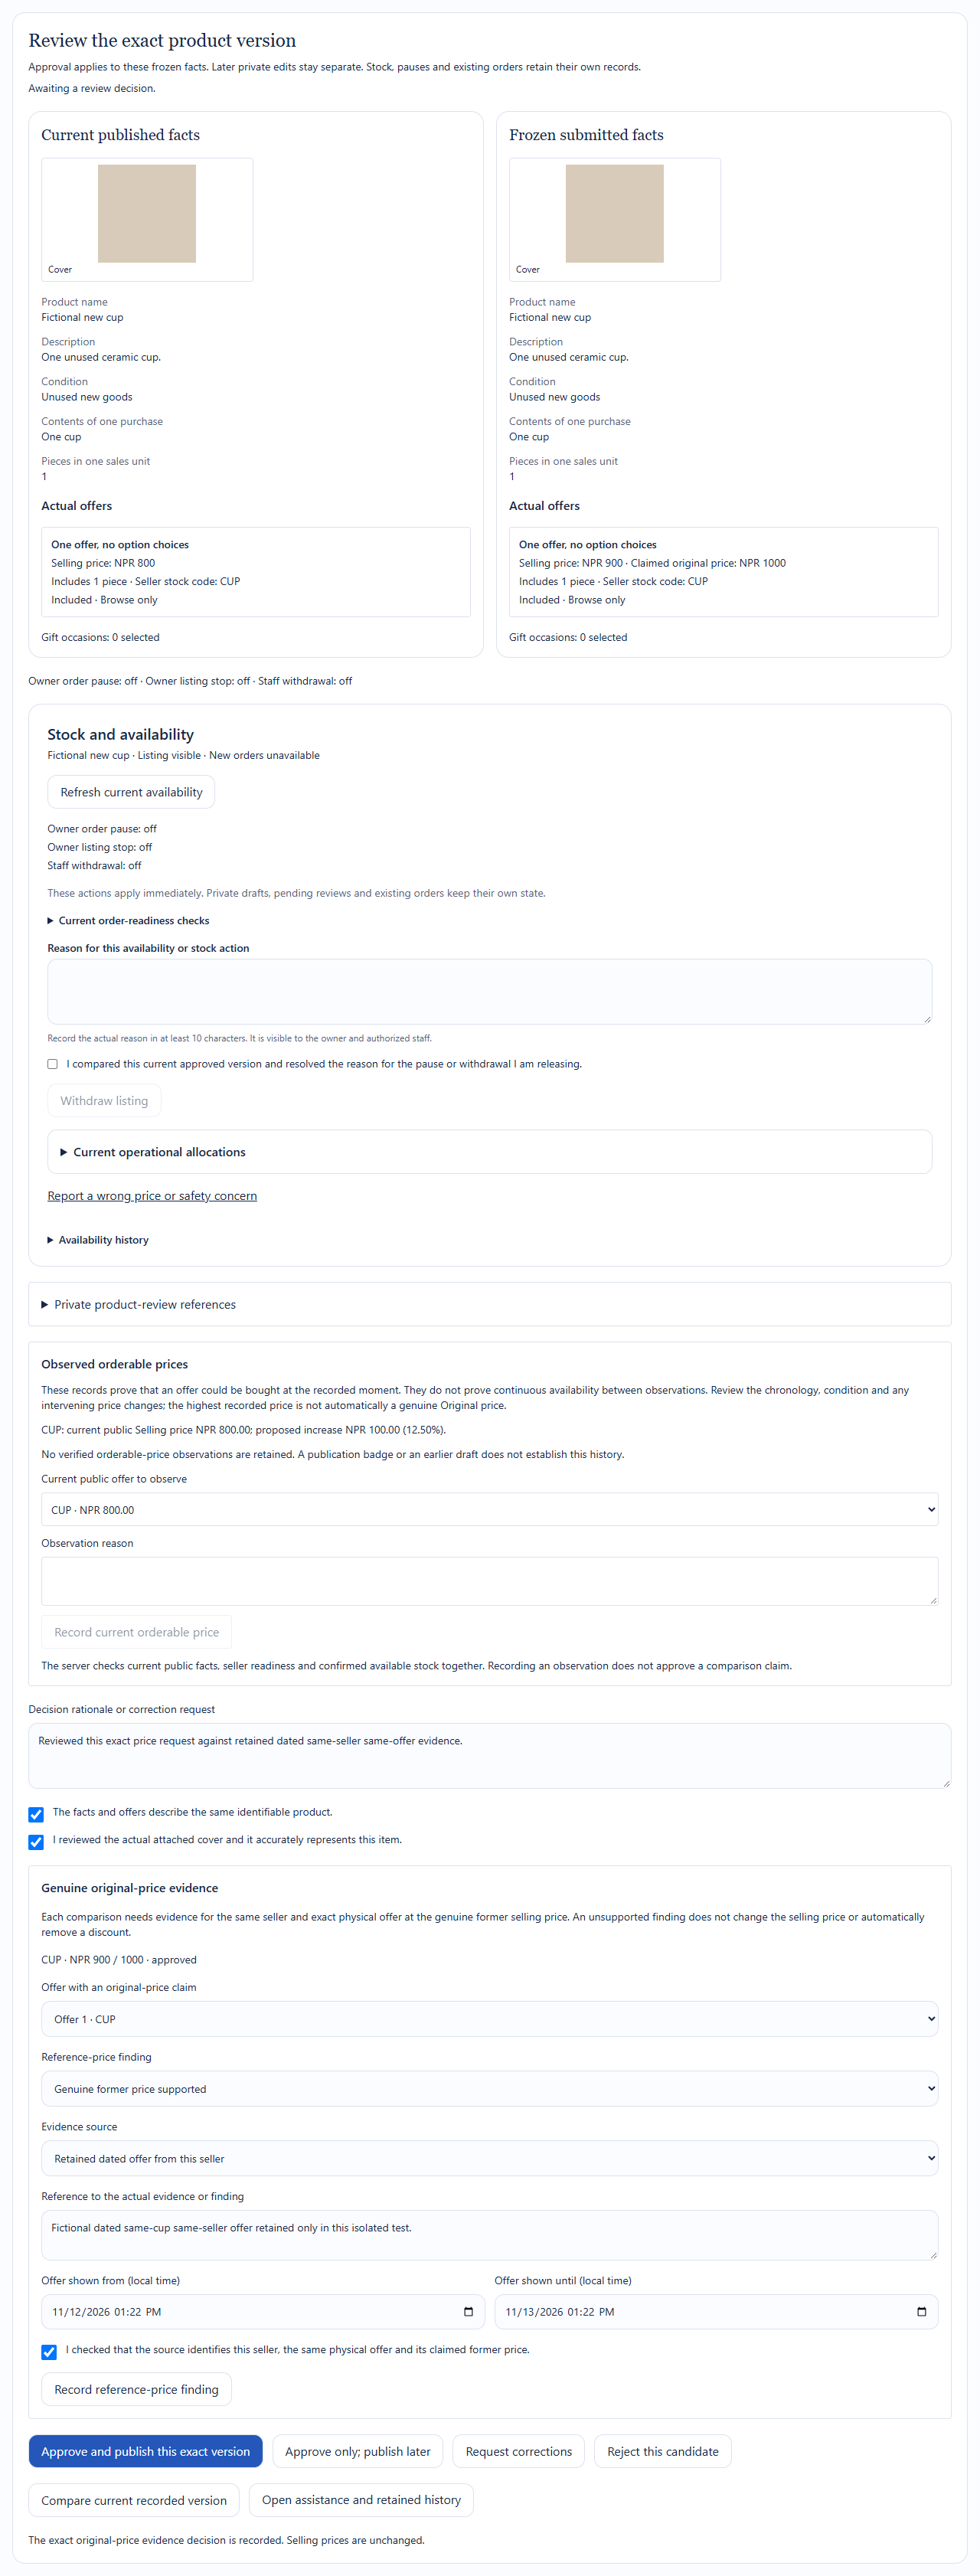 Review the exact product version
Approval applies to these frozen facts. Later private edits stay separate. Stock, pauses and existing orders retain their own records.
Awaiting a review decision.
Current published facts
Cover
Product name
Fictional new cup
Description
One unused ceramic cup.
Condition
Unused new goods
Contents of one purchase
One cup
Pieces in one sales unit
1
Actual offers
One offer, no option choices
Selling price: NPR 800
Includes 1 piece · Seller stock code: CUP
Included · Browse only
Gift occasions: 0 selected
Frozen submitted facts
Cover
Product name
Fictional new cup
Description
One unused ceramic cup.
Condition
Unused new goods
Contents of one purchase
One cup
Pieces in one sales unit
1
Actual offers
One offer, no option choices
Selling price: NPR 900 · Claimed original price: NPR 1000
Includes 1 piece · Seller stock code: CUP
Included · Browse only
Gift occasions: 0 selected
Owner order pause: off · Owner listing stop: off · Staff withdrawal: off
Stock and availability
Fictional new cup · Listing visible · New orders unavailable
Refresh current availability
Owner order pause: off
Owner listing stop: off
Staff withdrawal: off
These actions apply immediately. Private drafts, pending reviews and existing orders keep their own state.
Current order-readiness checks
Reason for this availability or stock action
Record the actual reason in at least 10 characters. It is visible to the owner and authorized staff.
I compared this current approved version and resolved the reason for the pause or withdrawal I am releasing.
Withdraw listing
Current operational allocations
Report a wrong price or safety concern
Availability history
Private product-review references
Observed orderable prices
These records prove that an offer could be bought at the recorded moment. They do not prove continuous availability between observations. Review the chronology, condition and any
intervening price changes; the highest recorded price is not automatically a genuine Original price.
CUP: current public Selling price NPR 800.00; proposed increase NPR 100.00 (12.50%).
No verified orderable-price observations are retained. A publication badge or an earlier draft does not establish this history.
Current public offer to observe
CUP · NPR 800.00
Observation reason
Record current orderable price
The server checks current public facts, seller readiness and confirmed available stock together. Recording an observation does not approve a comparison claim.
Decision rationale or correction request
Reviewed this exact price request against retained dated same-seller same-offer evidence.
The facts and offers describe the same identifiable product.
I reviewed the actual attached cover and it accurately represents this item.
Genuine original-price evidence
Each comparison needs evidence for the same seller and exact physical offer at the genuine former selling price. An unsupported finding does not change the selling price or automatically
remove a discount.
CUP · NPR 900 / 1000 · approved
Offer with an original-price claim
Offer 1 · CUP
Reference-price finding
Genuine former price supported
Evidence source
Retained dated offer from this seller
Reference to the actual evidence or finding
Fictional dated same-cup same-seller offer retained only in this isolated test.
Offer shown from (local time)
11/12/2026 01:22 PM
Offer shown until (local time)
11/13/2026 01:22 PM
I checked that the source identifies this seller, the same physical offer and its claimed former price.
Record reference-price finding
Approve and publish this exact version
Approve only; publish later
Request corrections
Reject this candidate
Compare current recorded version
Open assistance and retained history
The exact original-price evidence decision is recorded. Selling prices are unchanged.